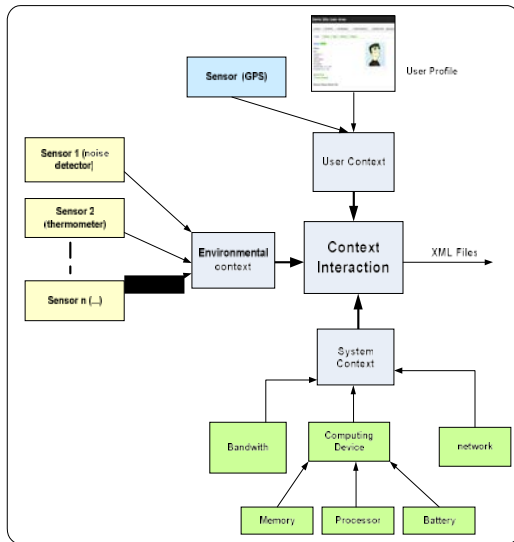 Sensor (GPS)
User Profile
Sensor 1 (noise
detector)
User Context
Sensor 2
(thermometer)
Environmental
context
Context
Interaction
XML Files
Sensor n (...)
System
Context
Bandwith
Computing
Device
network
Memory
Processor
Battery